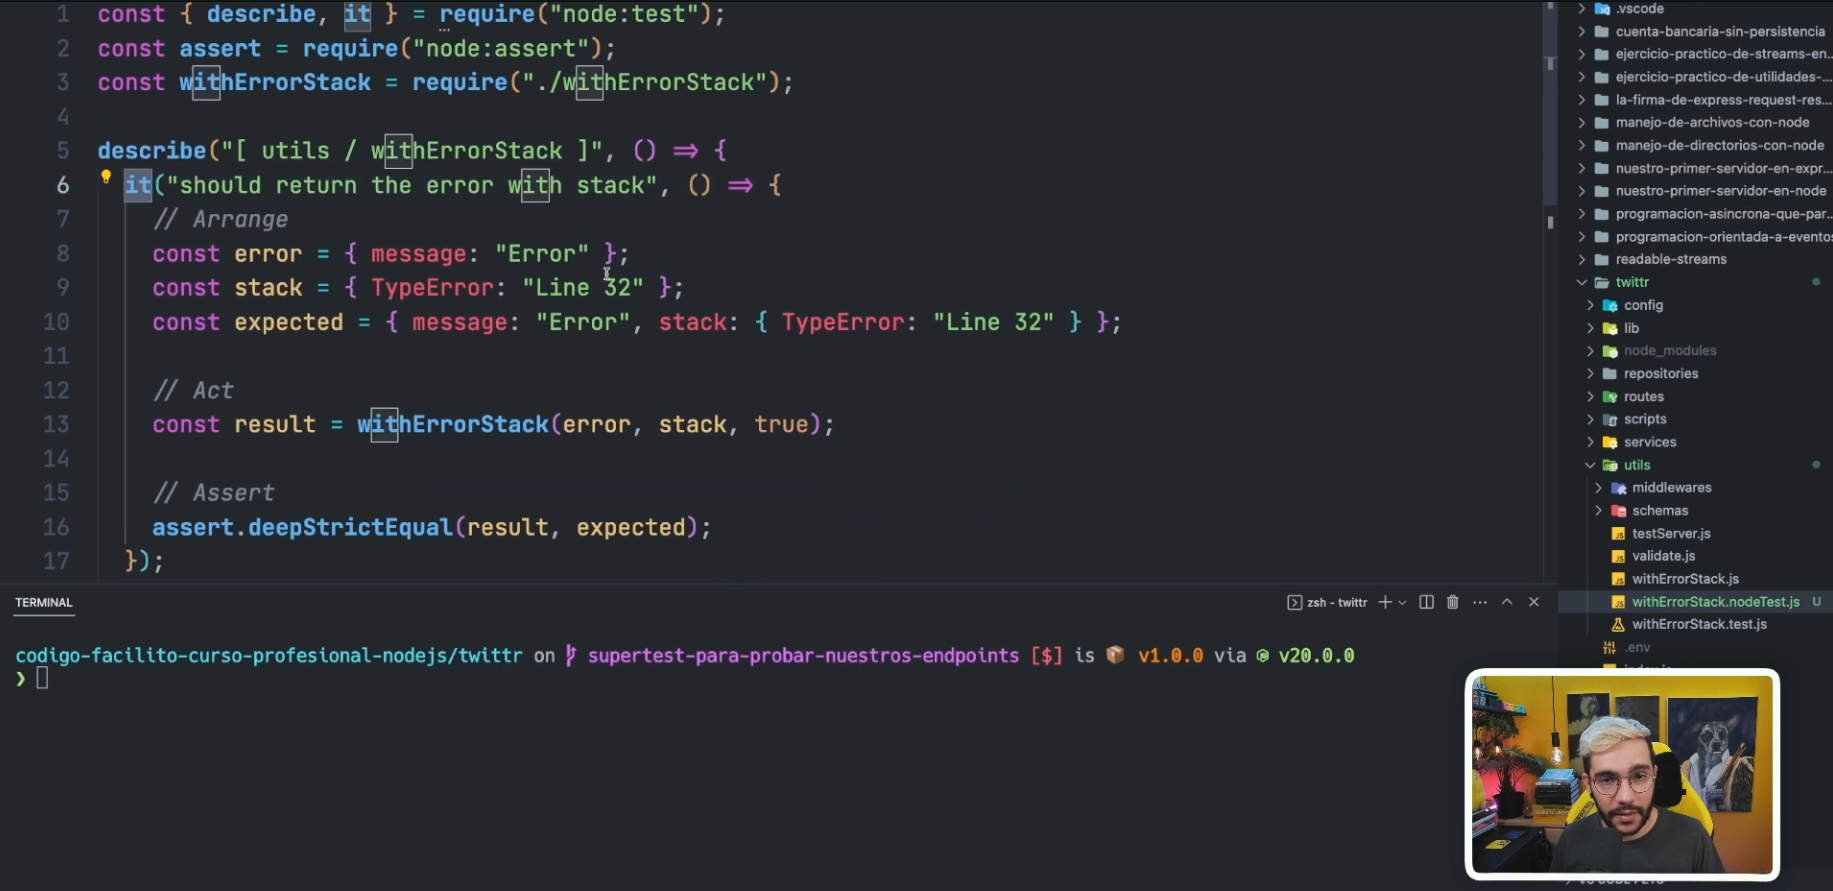 1 const { describe, it } = require("node:test");
2 const assert = require("node:assert");
3 const withErrorStack = require("./withErrorStack");
4
5 describe("[ utils / withErrorStack ]", () => {
6 it("should return the error with stack", () => {
7 // Arrange
8 const error = { message: "Error" };
9 const stack = { TypeError: "Line 32" };
10 const expected = { message: "Error", stack: { TypeError: "Line 32" } };
11
12 // Act
13 const result = withErrorStack(error, stack, true);
14
15 // Assert
16 assert.deepStrictEqual(result, expected);
17 });
TERMINAL
zsh - twittr
codigo-facilito-curso-profesional-nodejs/twittr on supertest-para-probar-nuestros-endpoints [$] is v1.0.0 via v20.0.0
❯
.vscode
cuenta-bancaria-sin-persistencia
ejercicio-practico-de-streams-en...
ejercicio-practico-de-utilidades-...
la-firma-de-express-request-res...
manejo-de-archivos-con-node
manejo-de-directorios-con-node
nuestro-primer-servidor-en-expr...
nuestro-primer-servidor-en-node
programacion-asincrona-que-par...
programacion-orientada-a-eventos
readable-streams
twittr
config
lib
node_modules
repositories
routes
scripts
services
utils
middlewares
schemas
testServer.js
validate.js
withErrorStack.js
withErrorStack.nodeTest.js U
withErrorStack.test.js
.env